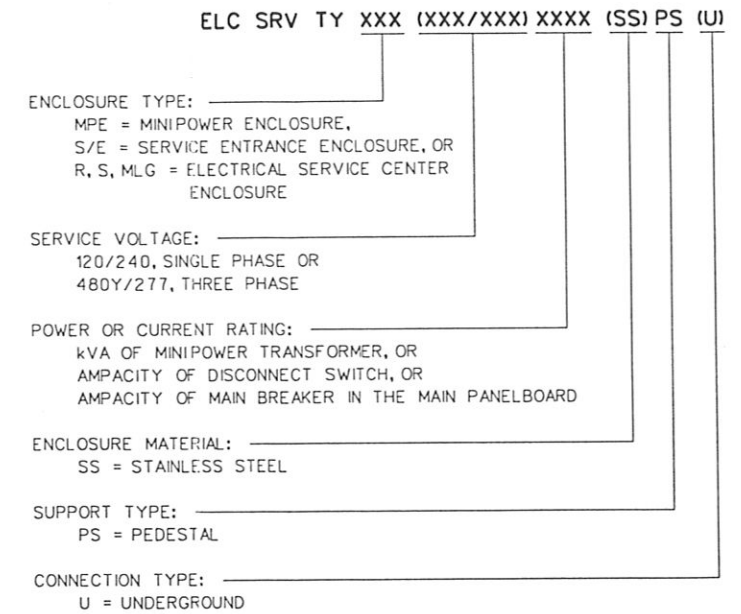 ELC SRV TY XXX (XXX/XXX) XXXX (SS) PS (U)
ENCLOSURE TYPE:
MPE = MINIPOWER ENCLOSURE,
S/E = SERVICE ENTRANCE ENCLOSURE, OR
R, S, MLG = ELECTRICAL SERVICE CENTER
ENCLOSURE
SERVICE VOLTAGE:
120/240, SINGLE PHASE OR
480Y/277, THREE PHASE
POWER OR CURRENT RATING:
kVA OF MINIPOWER TRANSFORMER, OR
AMPACITY OF DISCONNECT SWITCH, OR
AMPACITY OF MAIN BREAKER IN THE MAIN PANELBOARD
ENCLOSURE MATERIAL:
SS = STAINLESS STEEL
SUPPORT TYPE:
PS = PEDESTAL
CONNECTION TYPE:
U = UNDERGROUND